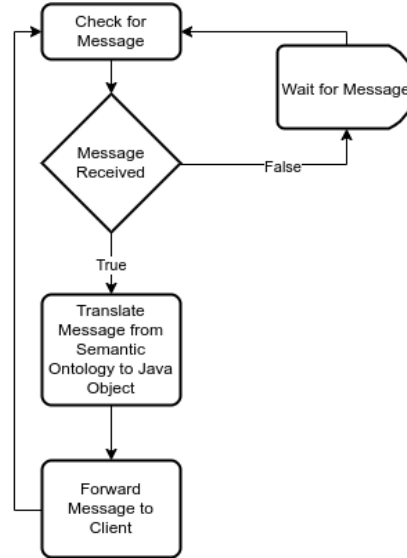 Check for
Message
Wait for Message
Message
Received
False
True
Translate
Message from
Semantic
Ontology to Java
Object
Forward
Message to
Client